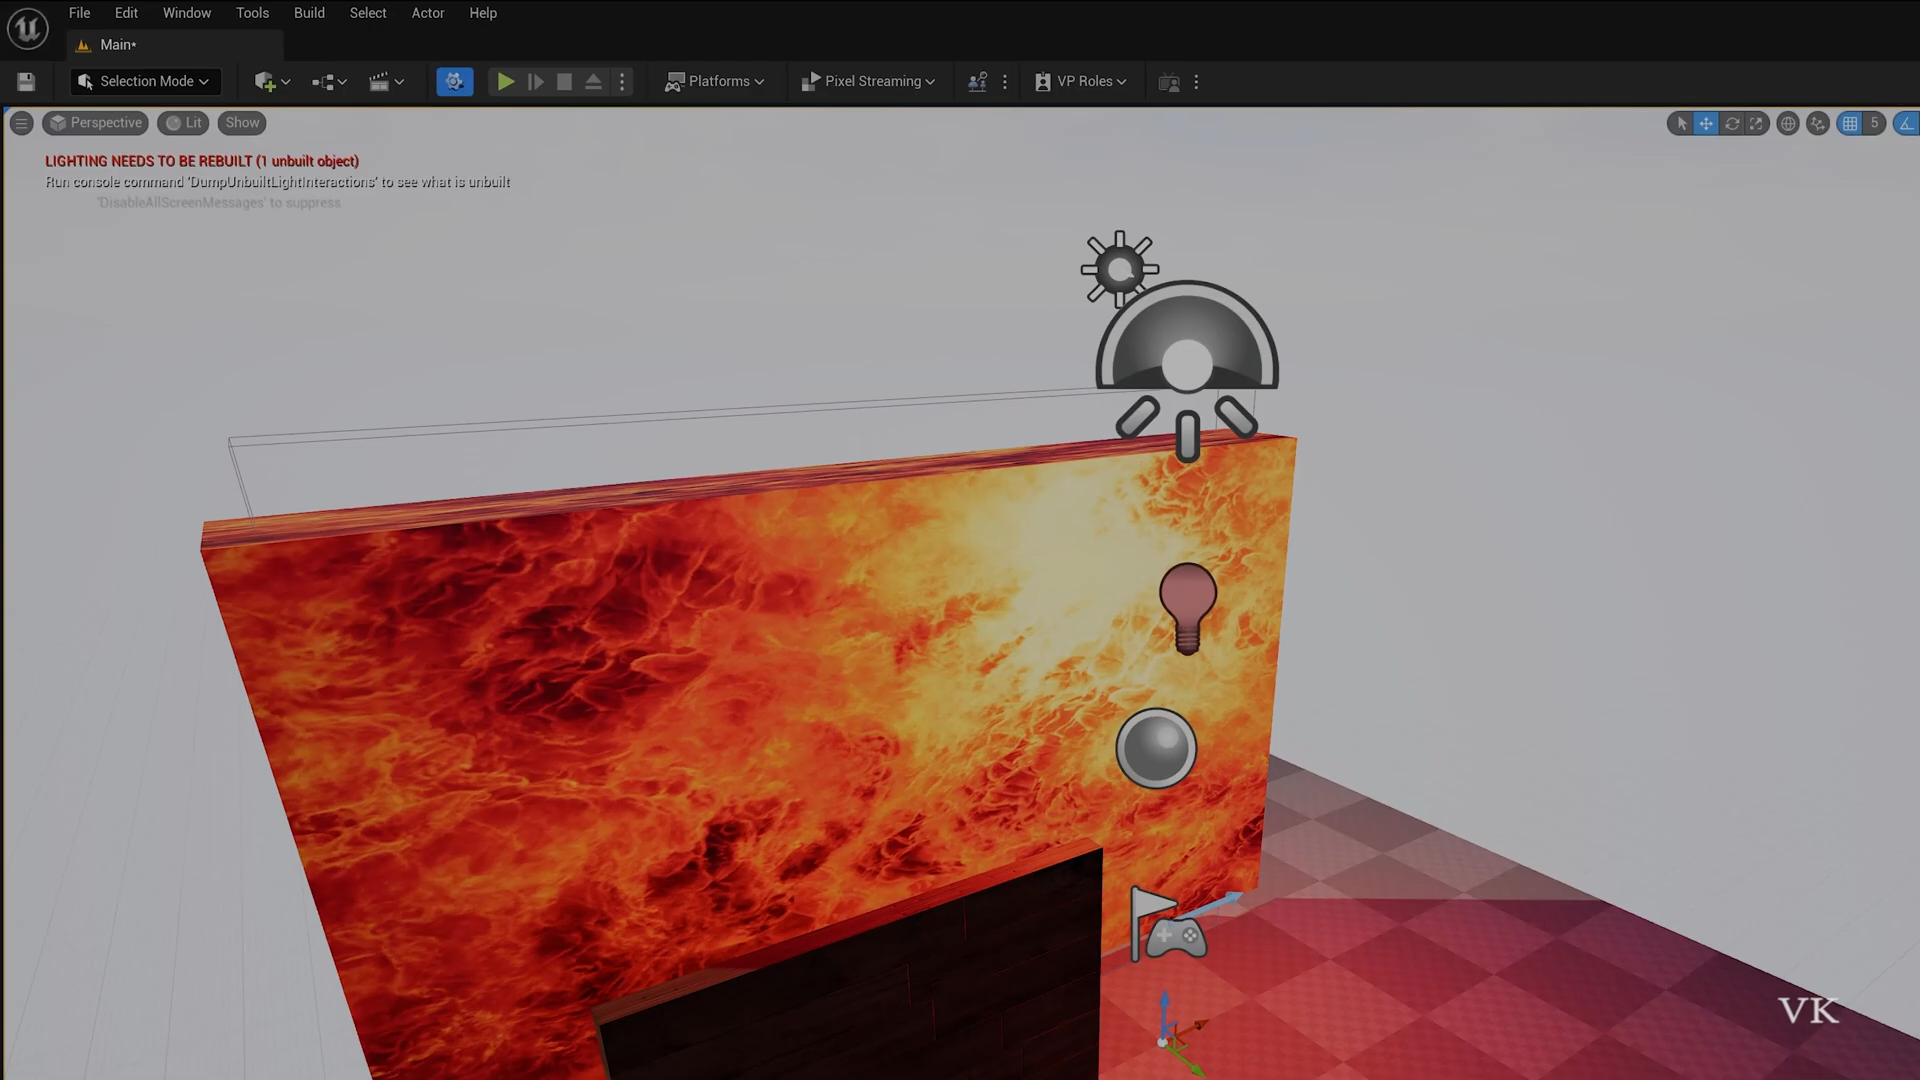 File Edit Window Tools Build Select Actor Help
Main*
Selection Mode Platforms Pixel Streaming VP Roles
Perspective Lit Show 5
LIGHTING NEEDS TO BE REBUILT (1 unbuilt object)
Run console command 'DumpUnbuiltLightInteractions' to see what is unbuilt
'DisableAllScreenMessages' to suppress
VK